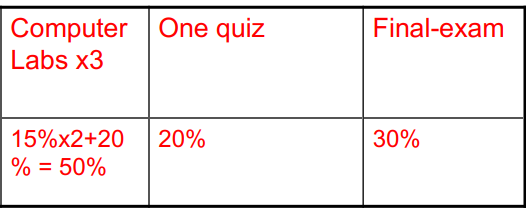 Computer
Labs x3
One quiz
Final-exam
15%x2+20
% = 50%
20%
30%